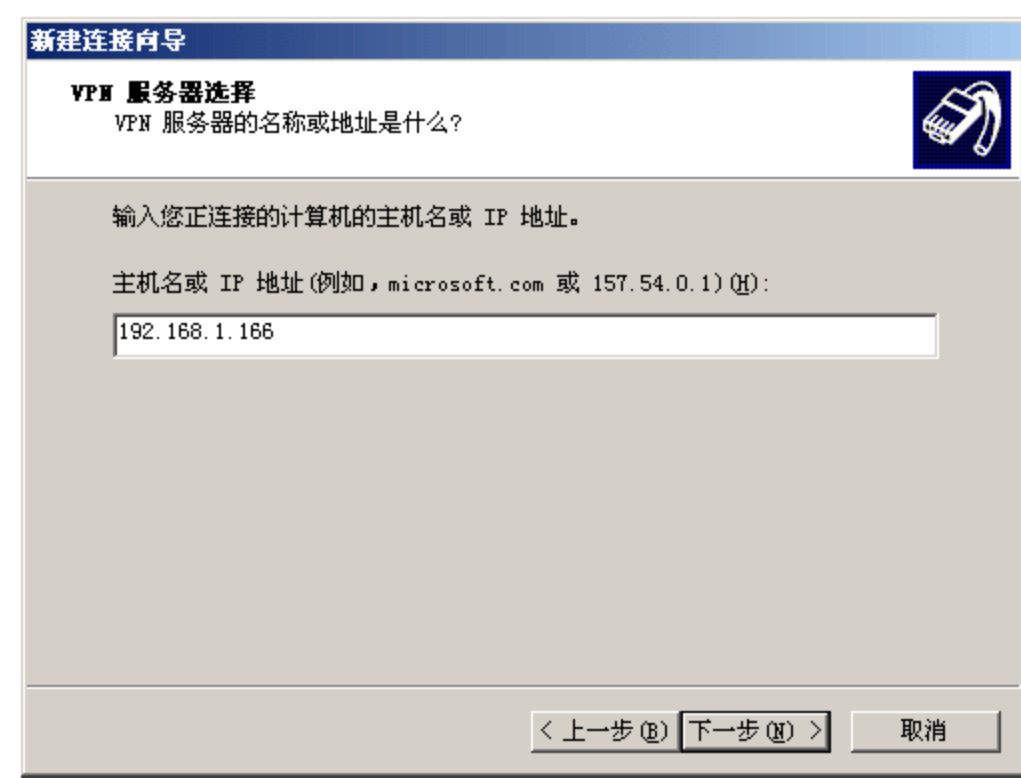 新建连接向导
VPN 服务器选择
VPN 服务器的名称或地址是什么?
输入您正连接的计算机的主机名或 IP 地址。
主机名或 IP 地址(例如，microsoft.com 或 157.54.0.1)(H):
192.168.1.166
< 上一步(B) 下一步(N) > 取消